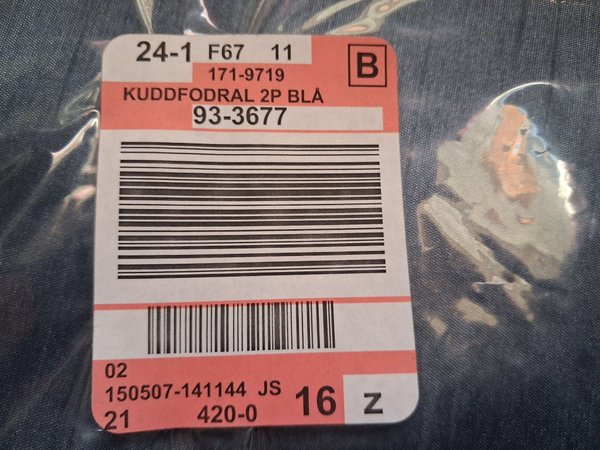 24-1 F67 11 B
171-9719
KUDDFODRAL 2P BLÅ
93-3677
02
150507-141144 JS
21 420-0 16 z